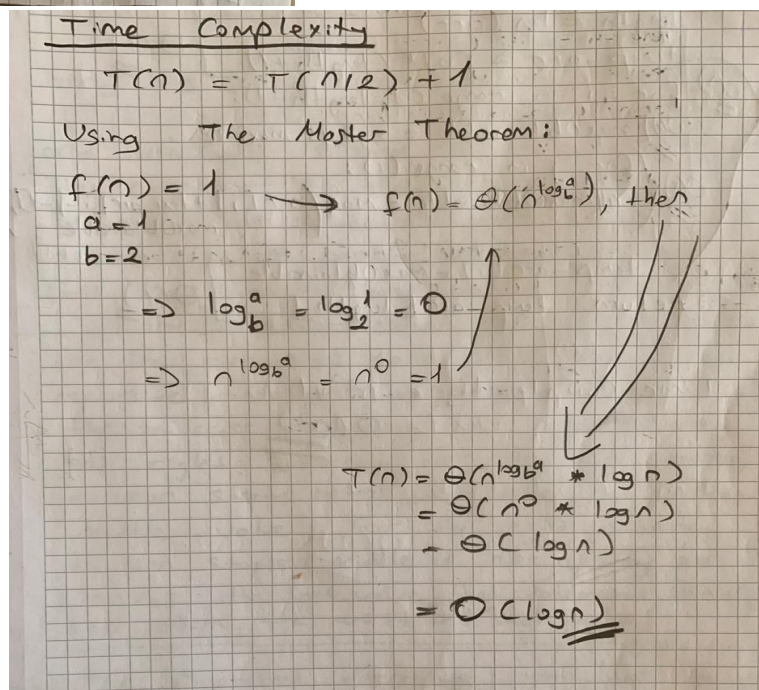 Time Complexity
T(n) = T(n/2) + 1
Using The Master Theorem:
f(n) = 1 → f(n) = Θ(n^log_b^a), then
a = 1
b = 2
=> log_b^a = log_2^1 = 0
=> n^log_b^a = n^0 = 1
T(n) = Θ(n^log_b^a * log n)
= Θ(n^0 * log n)
= Θ(log n)
= O(log n)